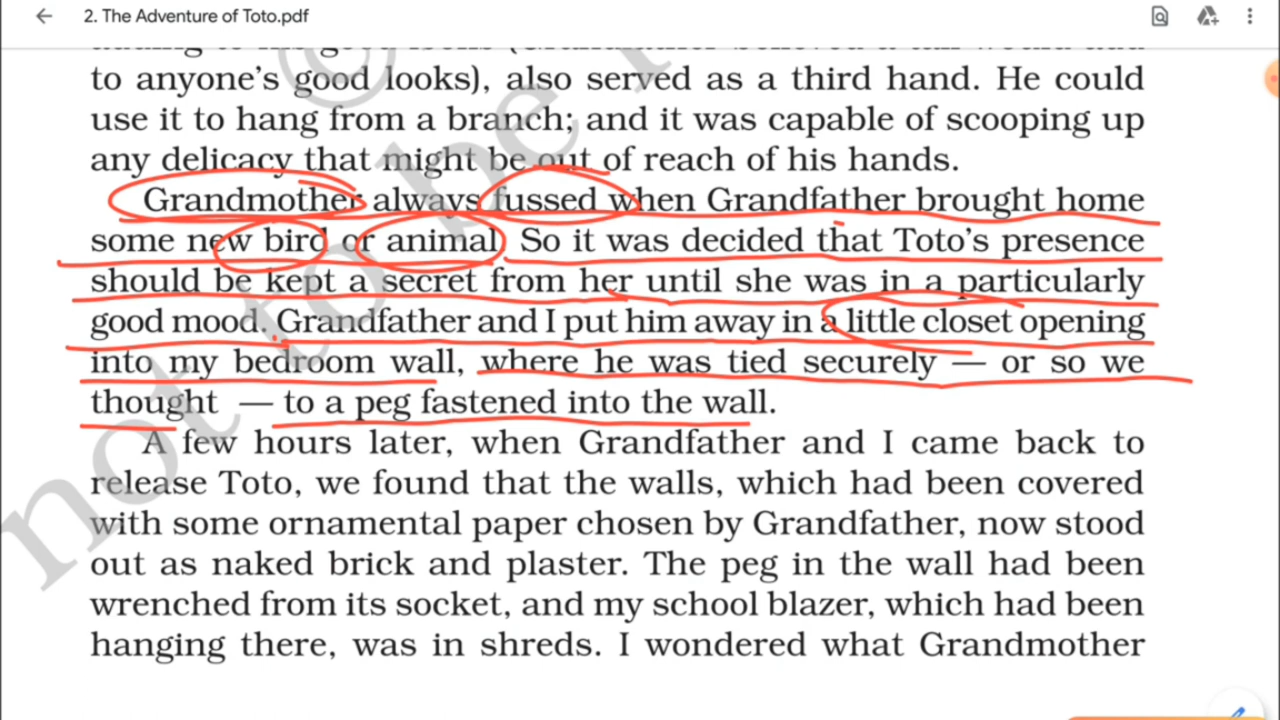 2. The Adventure of Toto.pdf
to anyone's good looks), also served as a third hand. He could
use it to hang from a branch; and it was capable of scooping up
any delicacy that might be out of reach of his hands.
Grandmother always fussed when Grandfather brought home
some new bird or animal. So it was decided that Toto's presence
should be kept a secret from her until she was in a particularly
good mood. Grandfather and I put him away in a little closet opening
into my bedroom wall, where he was tied securely — or so we
thought — to a peg fastened into the wall.
A few hours later, when Grandfather and I came back to
release Toto, we found that the walls, which had been covered
with some ornamental paper chosen by Grandfather, now stood
out as naked brick and plaster. The peg in the wall had been
wrenched from its socket, and my school blazer, which had been
hanging there, was in shreds. I wondered what Grandmother
not to be